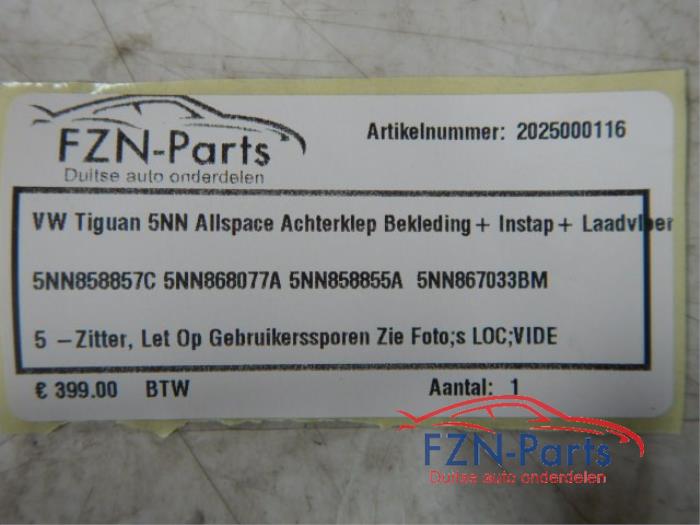 FZN-Parts
Duitse auto onderdelen
Artikelnummer: 2025000116
VW Tiguan 5NN Allspace Achterklep Bekleding+ Instap+ Laadvloer
5NN858857C 5NN868077A 5NN858855A 5NN867033BM
5 -Zitter, Let Op Gebruikerssporen Zie Foto;s LOC;VIDE
€ 399.00 BTW Aantal: 1
FZN-Parts
Duitse auto onderdelen